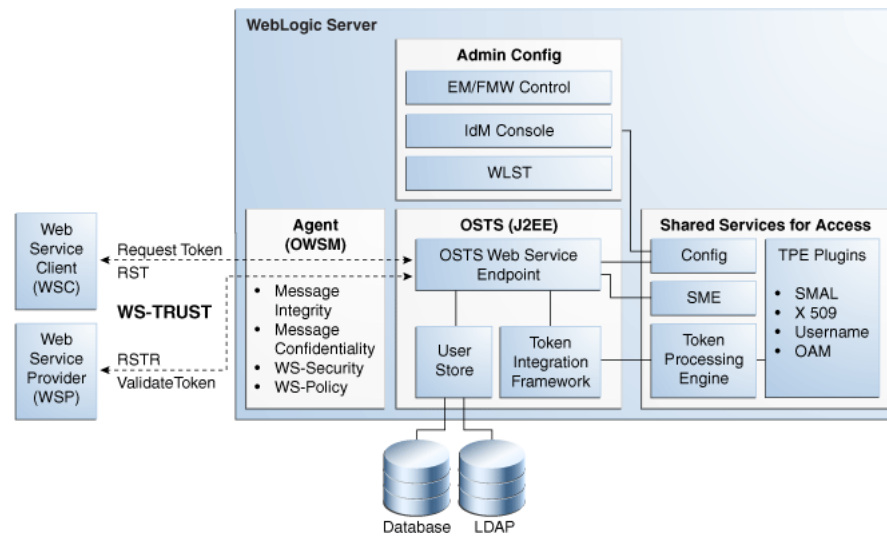 WebLogic Server
Admin Config
EM/FMW Control
IdM Console
WLST
Web
Service
Client
(WSC)
Request Token
RST
WS-TRUST
Web
Service
Provider
(WSP)
RSTR
ValidateToken
Agent
(OWSM)
• Message
Integrity
• Message
Confidentiality
• WS-Security
• WS-Policy
OSTS (J2EE)
OSTS Web Service
Endpoint
User
Store
Token
Integration
Framework
Shared Services for Access
Config
SME
Token
Processing
Engine
TPE Plugins
• SMAL
• X 509
• Username
• OAM
Database
LDAP